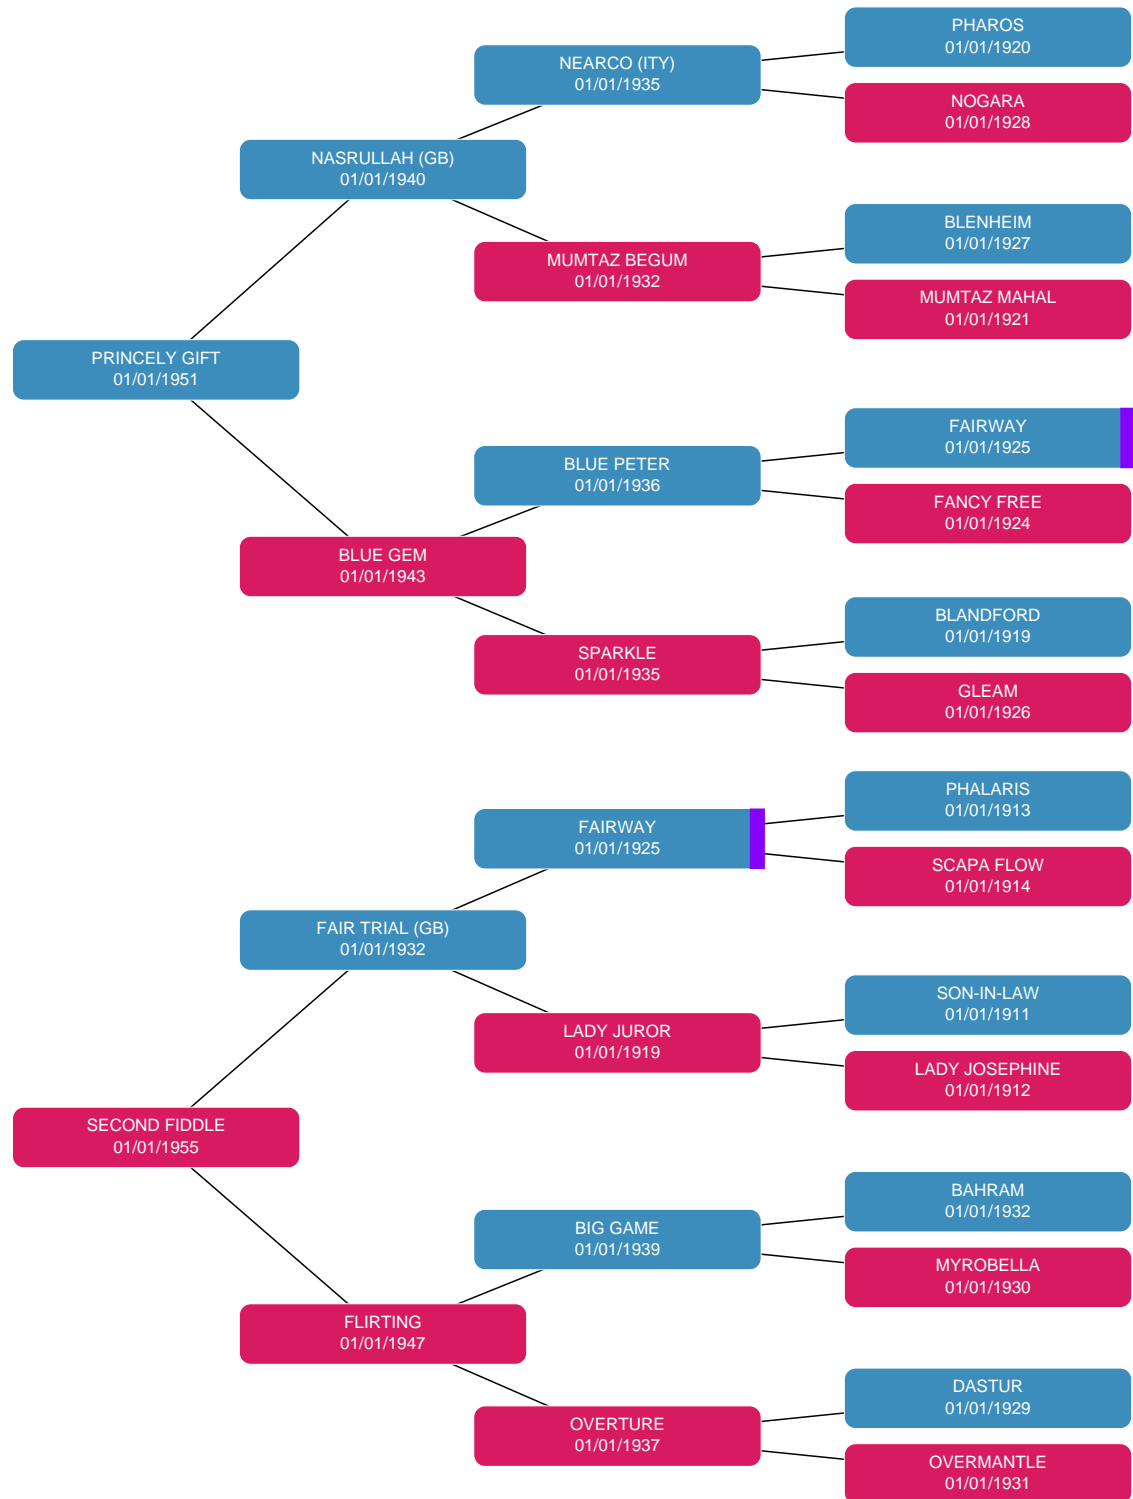 PHAROS
01/01/1920
NEARCO (ITY)
01/01/1935
NOGARA
01/01/1928
NASRULLAH (GB)
01/01/1940
BLENHEIM
01/01/1927
MUMTAZ BEGUM
01/01/1932
MUMTAZ MAHAL
01/01/1921
PRINCELY GIFT
01/01/1951
FAIRWAY
01/01/1925
BLUE PETER
01/01/1936
FANCY FREE
01/01/1924
BLUE GEM
01/01/1943
BLANDFORD
01/01/1919
SPARKLE
01/01/1935
GLEAM
01/01/1926
PHALARIS
01/01/1913
FAIRWAY
01/01/1925
SCAPA FLOW
01/01/1914
FAIR TRIAL (GB)
01/01/1932
SON-IN-LAW
01/01/1911
LADY JUROR
01/01/1919
LADY JOSEPHINE
01/01/1912
SECOND FIDDLE
01/01/1955
BAHRAM
01/01/1932
BIG GAME
01/01/1939
MYROBELLA
01/01/1930
FLIRTING
01/01/1947
DASTUR
01/01/1929
OVERTURE
01/01/1937
OVERMANTLE
01/01/1931